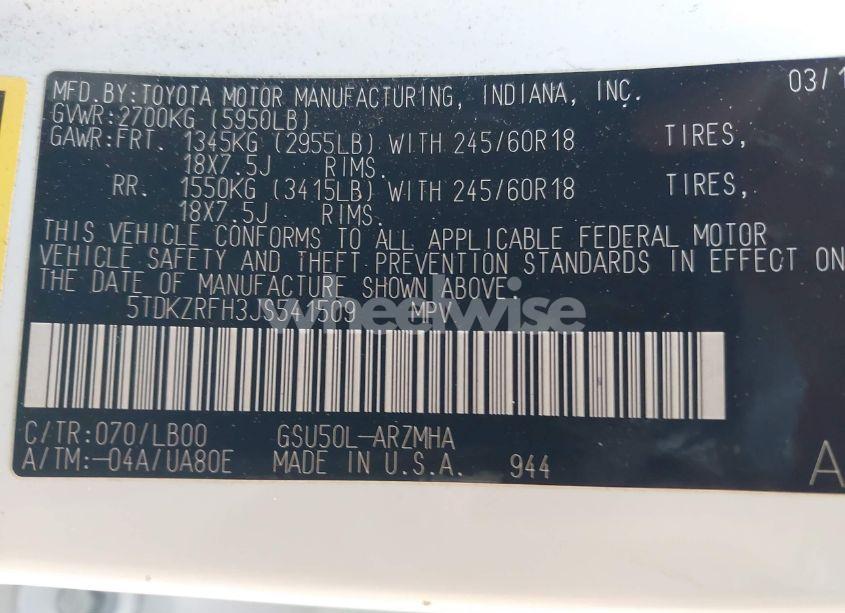 MFD.BY:TOYOTA MOTOR MANUFACTURING, INDIANA, INC. 03/1
GVWR:2700KG (5950LB)
GAWR:FRT. 1345KG (2955LB) WITH 245/60R18 TIRES,
18X7.5J RIMS.
RR. 1550KG (3415LB) WITH 245/60R18 TIRES,
18X7.5J RIMS.
THIS VEHICLE CONFORMS TO ALL APPLICABLE FEDERAL MOTOR
VEHICLE SAFETY AND THEFT PREVENTION STANDARDS IN EFFECT ON
THE DATE OF MANUFACTURE SHOWN ABOVE.
5TDKZRFH3JS541509 MPV
wheelwise
C/TR:070/LB00 GSU50L-ARZMHA
A/TM:-04A/UA80E MADE IN U.S.A. 944 A